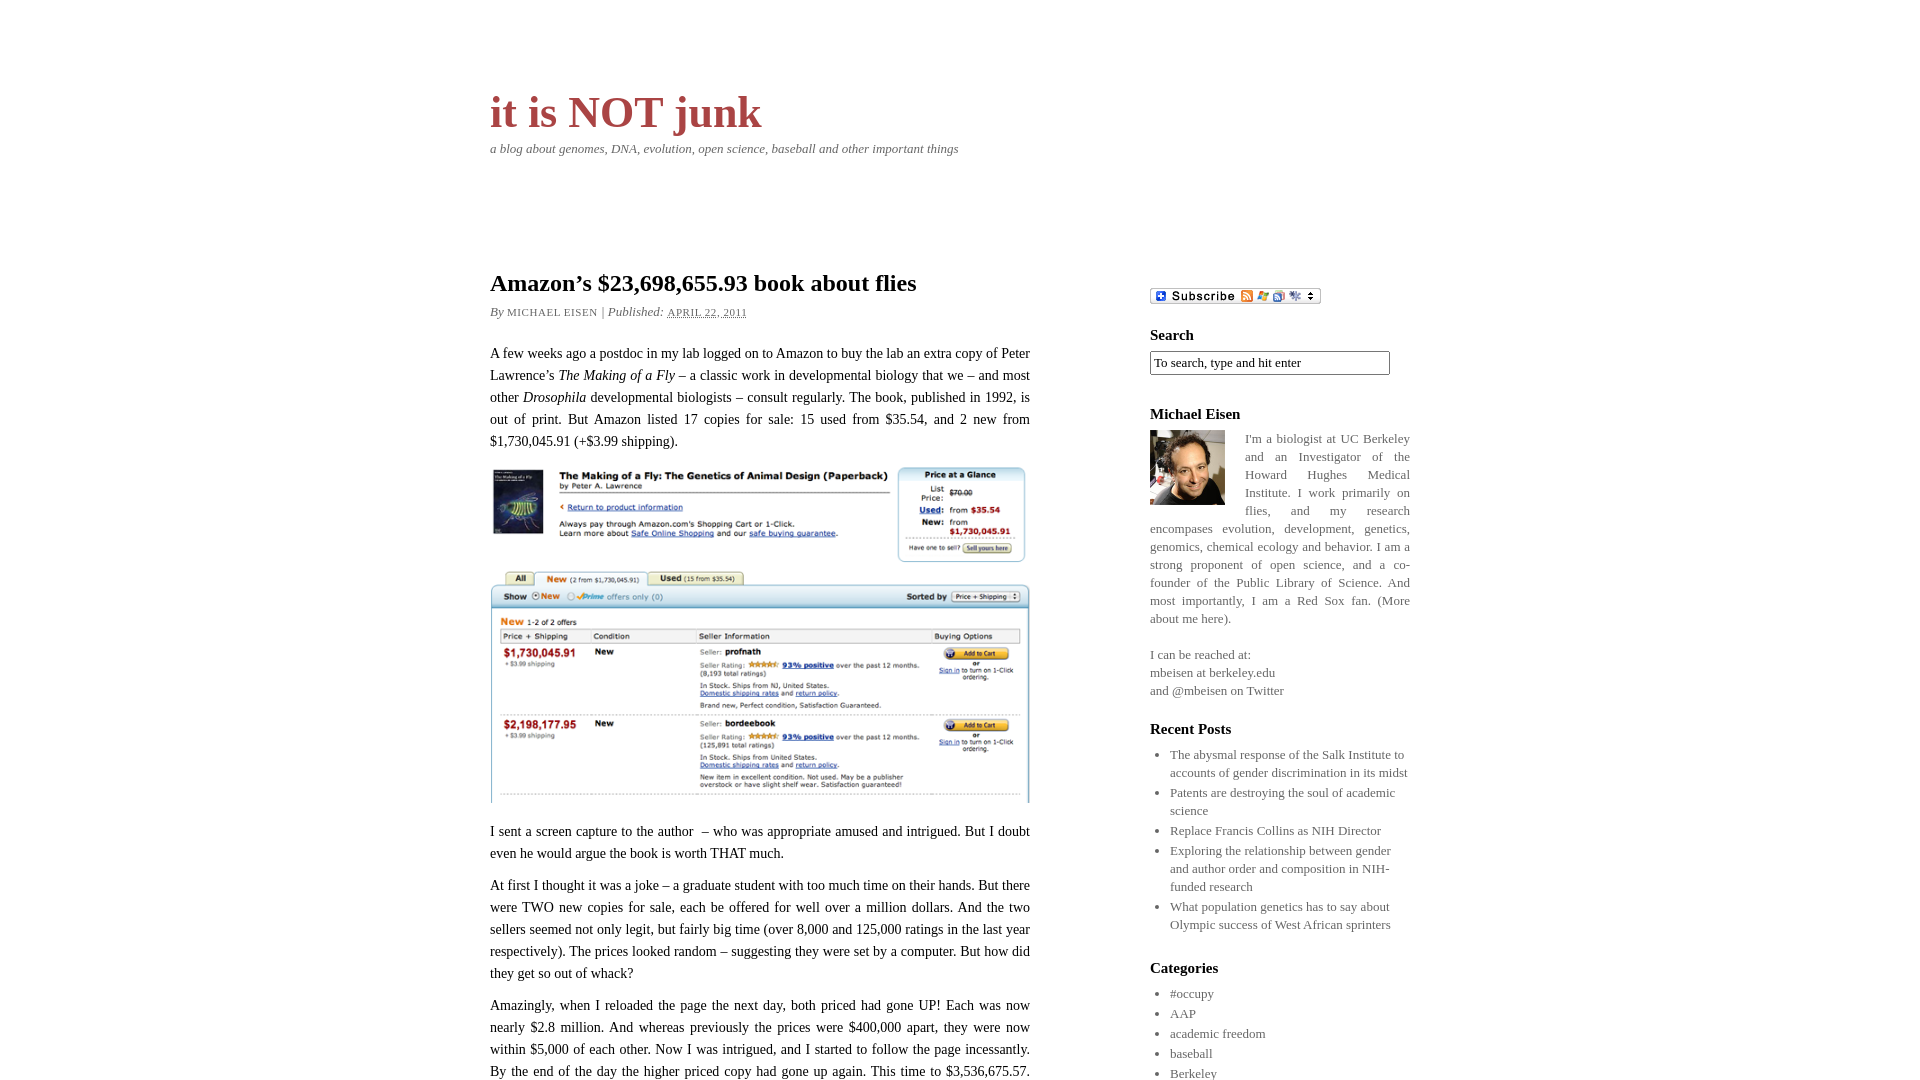 it is NOT junk
a blog about genomes, DNA, evolution, open science, baseball and other important things
Amazon’s $23,698,655.93 book about flies
By MICHAEL EISEN | Published: APRIL 22, 2011
A few weeks ago a postdoc in my lab logged on to Amazon to buy the lab an extra copy of Peter
Lawrence’s The Making of a Fly – a classic work in developmental biology that we – and most
other Drosophila developmental biologists – consult regularly. The book, published in 1992, is
out of print. But Amazon listed 17 copies for sale: 15 used from $35.54, and 2 new from
$1,730,045.91 (+$3.99 shipping).
The Making of a Fly: The Genetics of Animal Design (Paperback)
by Peter A. Lawrence
Return to product information
Always pay through Amazon.com's Shopping Cart or 1-Click.
Learn more about Safe Online Shopping and our safe buying guarantee.
Price at a Glance
List
Price: $70.00
Used: from $35.54
New: from
$1,730,045.91
Have one to sell? Sell yours here
All New (2 from $1,730,045.91) Used (15 from $35.54)
Show New Prime offers only (0) Sorted by Price + Shipping
New 1-2 of 2 offers
Price + Shipping Condition Seller Information Buying Options
$1,730,045.91 New Seller: profnath Add to Cart
+ $3.99 shipping
Seller Rating: 93% positive over the past 12 months.
(8,193 total ratings)
or
Sign in to turn on 1-Click
ordering.
In Stock. Ships from NJ, United States.
Domestic shipping rates and return policy.
Brand new, Perfect condition, Satisfaction Guaranteed.
$2,198,177.95 New Seller: bordeebook Add to Cart
+ $3.99 shipping
Seller Rating: 93% positive over the past 12 months.
(125,891 total ratings)
or
Sign in to turn on 1-Click
ordering.
In Stock. Ships from United States.
Domestic shipping rates and return policy.
New item in excellent condition. Not used. May be a publisher
overstock or have slight shelf wear. Satisfaction guaranteed!
I sent a screen capture to the author – who was appropriate amused and intrigued. But I doubt
even he would argue the book is worth THAT much.
At first I thought it was a joke – a graduate student with too much time on their hands. But there
were TWO new copies for sale, each be offered for well over a million dollars. And the two
sellers seemed not only legit, but fairly big time (over 8,000 and 125,000 ratings in the last year
respectively). The prices looked random – suggesting they were set by a computer. But how did
they get so out of whack?
Amazingly, when I reloaded the page the next day, both priced had gone UP! Each was now
nearly $2.8 million. And whereas previously the prices were $400,000 apart, they were now
within $5,000 of each other. Now I was intrigued, and I started to follow the page incessantly.
By the end of the day the higher priced copy had gone up again. This time to $3,536,675.57.
Subscribe
Search
To search, type and hit enter
Michael Eisen
I'm a biologist at UC Berkeley
and an Investigator of the
Howard Hughes Medical
Institute. I work primarily on
flies, and my research
encompases evolution, development, genetics,
genomics, chemical ecology and behavior. I am a
strong proponent of open science, and a co-
founder of the Public Library of Science. And
most importantly, I am a Red Sox fan. (More
about me here).
I can be reached at:
mbeisen at berkeley.edu
and @mbeisen on Twitter
Recent Posts
The abysmal response of the Salk Institute to
accounts of gender discrimination in its midst
Patents are destroying the soul of academic
science
Replace Francis Collins as NIH Director
Exploring the relationship between gender
and author order and composition in NIH-
funded research
What population genetics has to say about
Olympic success of West African sprinters
Categories
#occupy
AAP
academic freedom
baseball
Berkeley